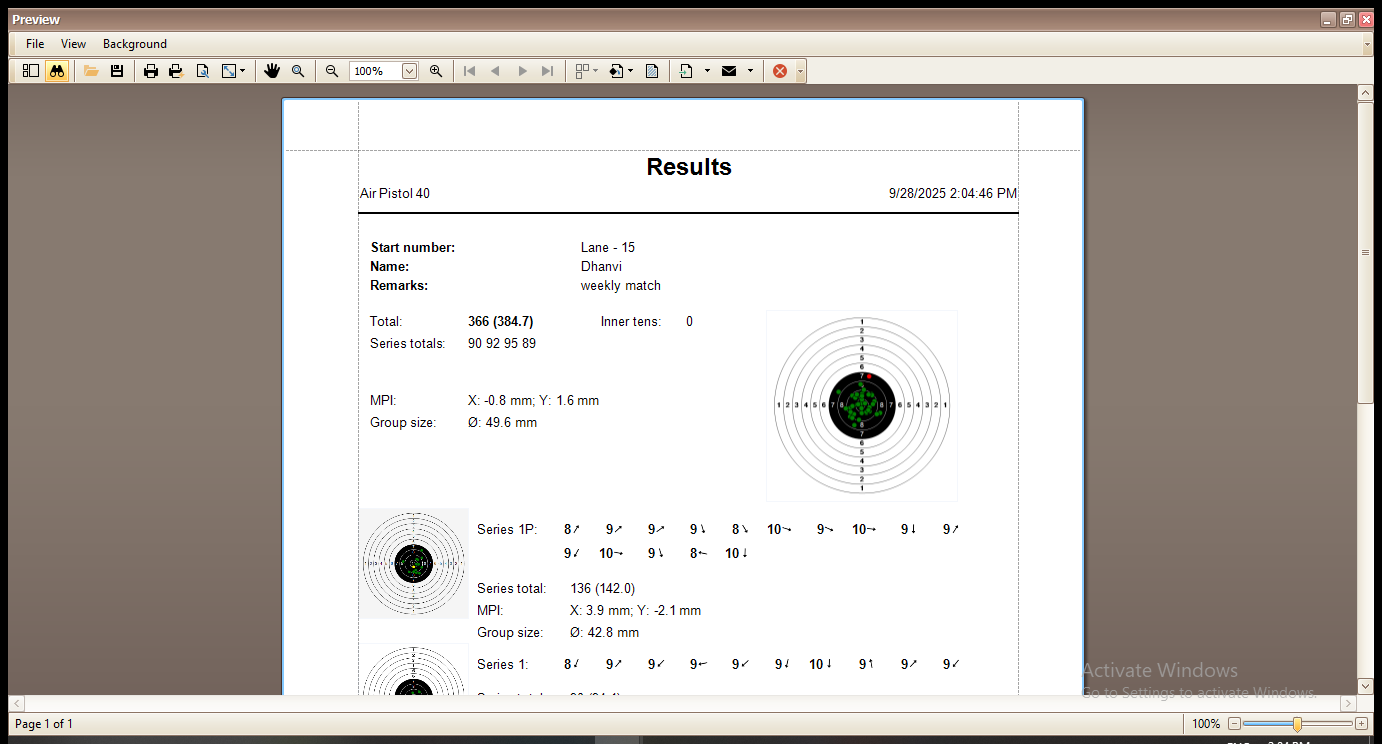 Preview
File View Background
100%
Results
Air Pistol 40 9/28/2025 2:04:46 PM
Start number: Lane - 15
Name: Dhanvi
Remarks: weekly match
Total: 366 (384.7) Inner tens: 0
Series totals: 90 92 95 89
MPI: X: -0.8 mm; Y: 1.6 mm
Group size: Ø: 49.6 mm
1
2
3
4
5
6
7
1 2 3 4 5 6 7 8 8 7 6 5 4 3 2 1
8
7
6
5
4
3
2
1
Series 1P: 8 9 9 9 8 10 9 10 9 9
9 10 9 8 10
Series total: 136 (142.0)
MPI: X: 3.9 mm; Y: -2.1 mm
Group size: Ø: 42.8 mm
Series 1: 8 9 9 9 9 9 10 9 9 9
Activate Windows
Go to Settings to activate Windows.
Page 1 of 1 100%